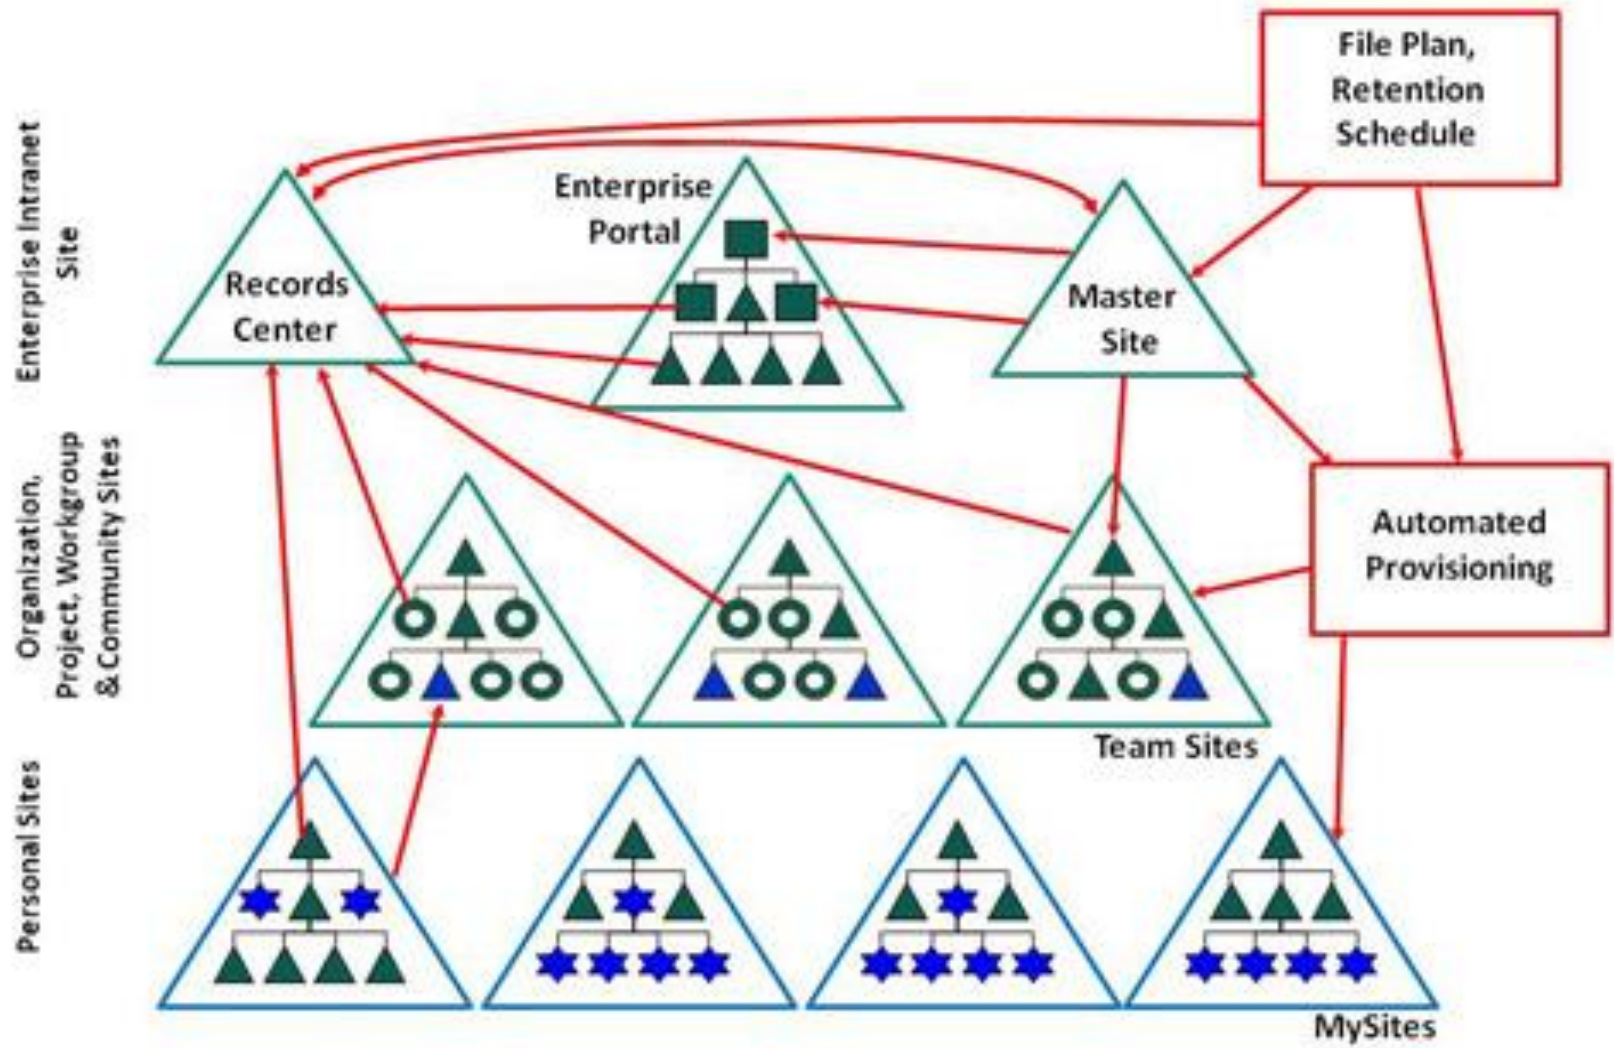 File Plan,
Retention
Schedule
Enterprise Intranet
Site
Enterprise
Portal
Records
Center
Master
Site
Organization,
Project, Workgroup
& Community Sites
Automated
Provisioning
Team Sites
Personal Sites
MySites